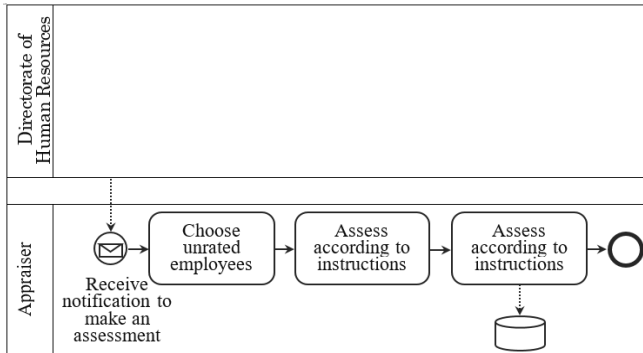 Directorate of
Human Resources
Appraiser
Receive
notification to
make an
assessment
Choose
unrated
employees
Assess
according to
instructions
Assess
according to
instructions